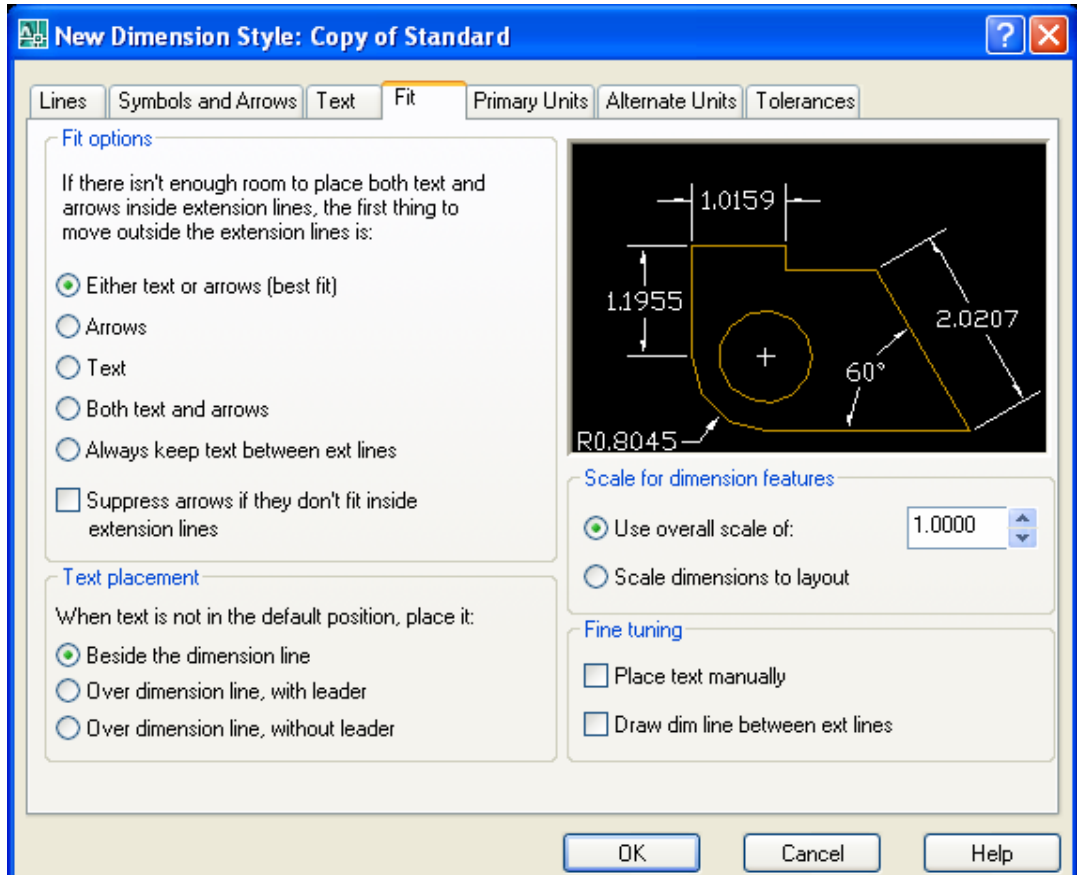 New Dimension Style: Copy of Standard
Lines
Symbols and Arrows
Text
Fit
Primary Units
Alternate Units
Tolerances
Fit options
If there isn't enough room to place both text and
arrows inside extension lines, the first thing to
move outside the extension lines is:
Either text or arrows (best fit)
Arrows
Text
Both text and arrows
Always keep text between ext lines
Suppress arrows if they don't fit inside
extension lines
Text placement
When text is not in the default position, place it:
Beside the dimension line
Over dimension line, with leader
Over dimension line, without leader
1.0159
1.1955
2.0207
60°
R0.8045
Scale for dimension features
Use overall scale of:
1.0000
Scale dimensions to layout
Fine tuning
Place text manually
Draw dim line between ext lines
OK
Cancel
Help